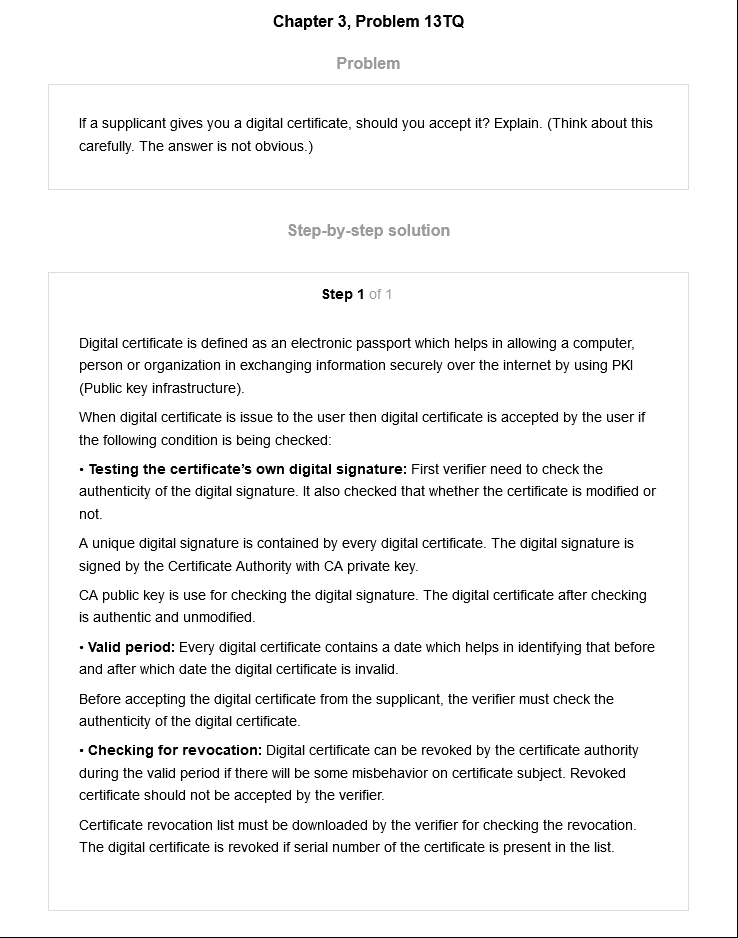 Chapter 3, Problem 13TQ
Problem
If a supplicant gives you a digital certificate, should you accept it? Explain. (Think about this
carefully. The answer is not obvious.)
Step-by-step solution
Step 1 of 1
Digital certificate is defined as an electronic passport which helps in allowing a computer,
person or organization in exchanging information securely over the internet by using PKI
(Public key infrastructure).
When digital certificate is issue to the user then digital certificate is accepted by the user if
the following condition is being checked:
• Testing the certificate's own digital signature: First verifier need to check the
authenticity of the digital signature. It also checked that whether the certificate is modified or
not.
A unique digital signature is contained by every digital certificate. The digital signature is
signed by the Certificate Authority with CA private key.
CA public key is use for checking the digital signature. The digital certificate after checking
is authentic and unmodified.
• Valid period: Every digital certificate contains a date which helps in identifying that before
and after which date the digital certificate is invalid.
Before accepting the digital certificate from the supplicant, the verifier must check the
authenticity of the digital certificate.
• Checking for revocation: Digital certificate can be revoked by the certificate authority
during the valid period if there will be some misbehavior on certificate subject. Revoked
certificate should not be accepted by the verifier.
Certificate revocation list must be downloaded by the verifier for checking the revocation.
The digital certificate is revoked if serial number of the certificate is present in the list.